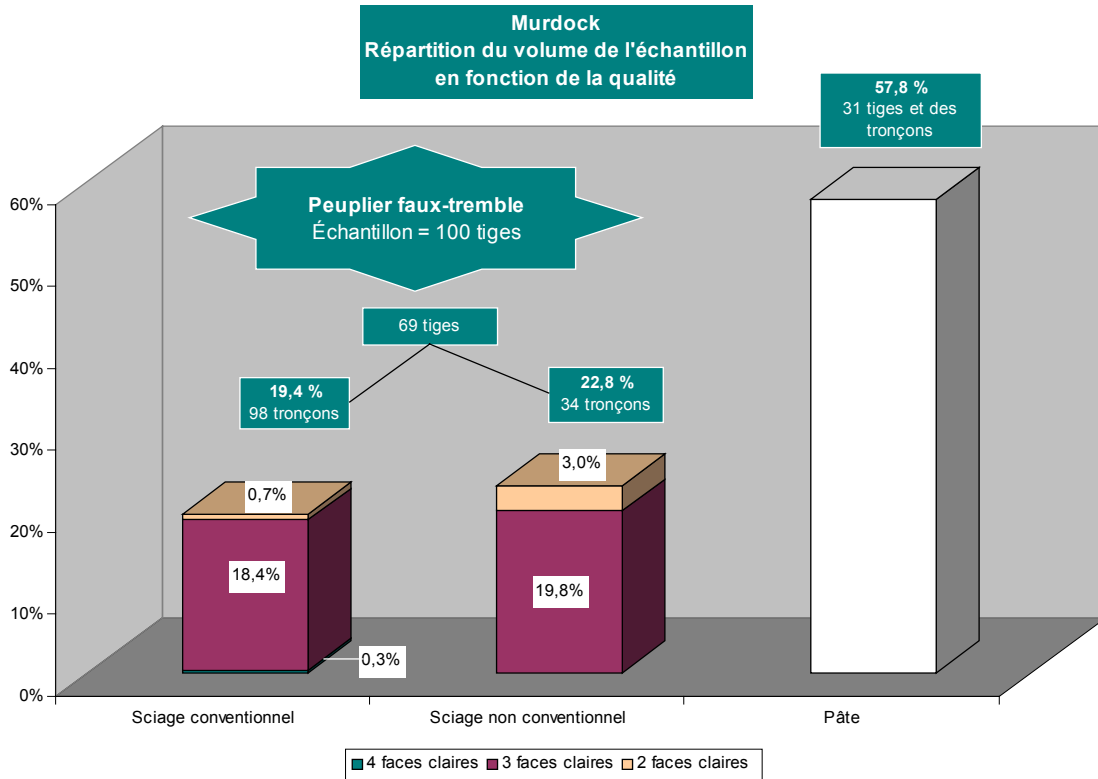 Murdock
Répartition du volume de l'échantillon
en fonction de la qualité
57,8 %
31 tiges et des
tronçons
Peuplier faux-tremble
Échantillon = 100 tiges
69 tiges
19,4 %
98 tronçons
22,8 %
34 tronçons
60%
50%
40%
30%
20%
10%
0%
0,7%
18,4%
0,3%
3,0%
19,8%
Sciage conventionnel
Sciage non conventionnel
Pâte
4 faces claires
3 faces claires
2 faces claires